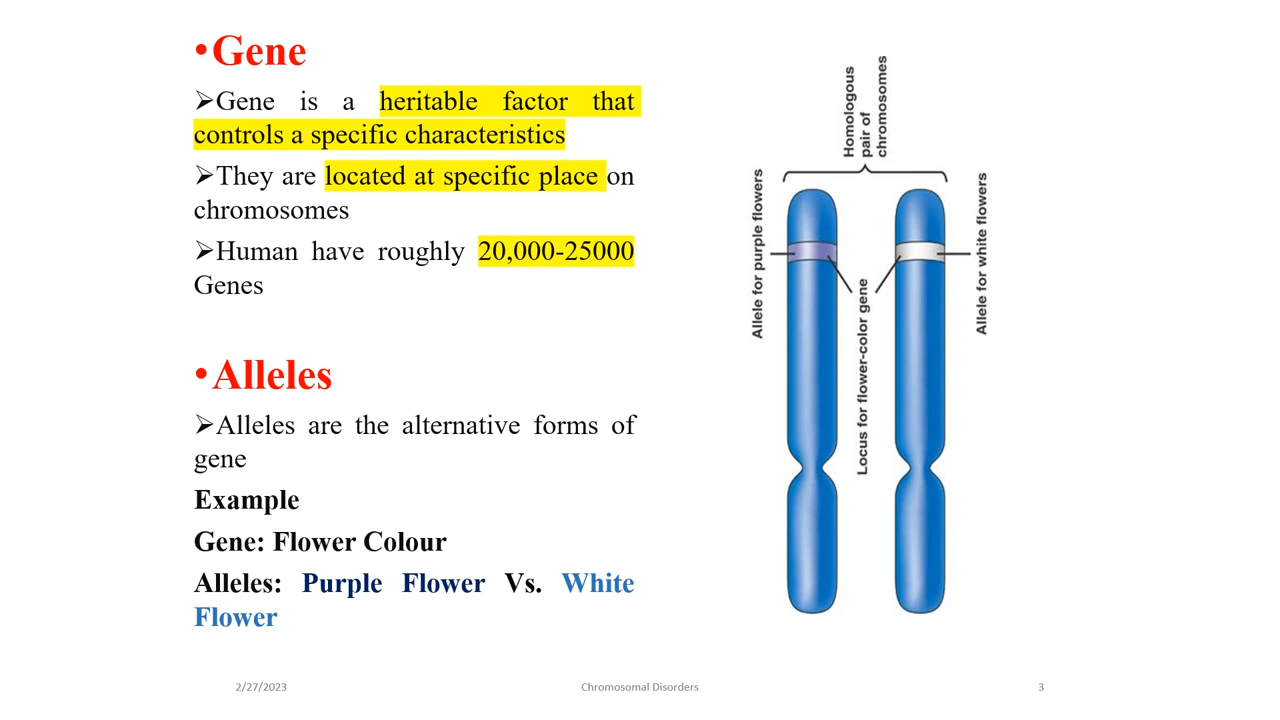 •Gene
➢Gene is a heritable factor that
controls a specific characteristics
➢They are located at specific place on
chromosomes
➢Human have roughly 20,000-25000
Genes
•Alleles
➢Alleles are the alternative forms of
gene
Example
Gene: Flower Colour
Alleles: Purple Flower Vs. White
Flower
Homologous
pair of
chromosomes
Allele for purple flowers
Locus for flower-color gene
Allele for white flowers
2/27/2023
Chromosomal Disorders
3